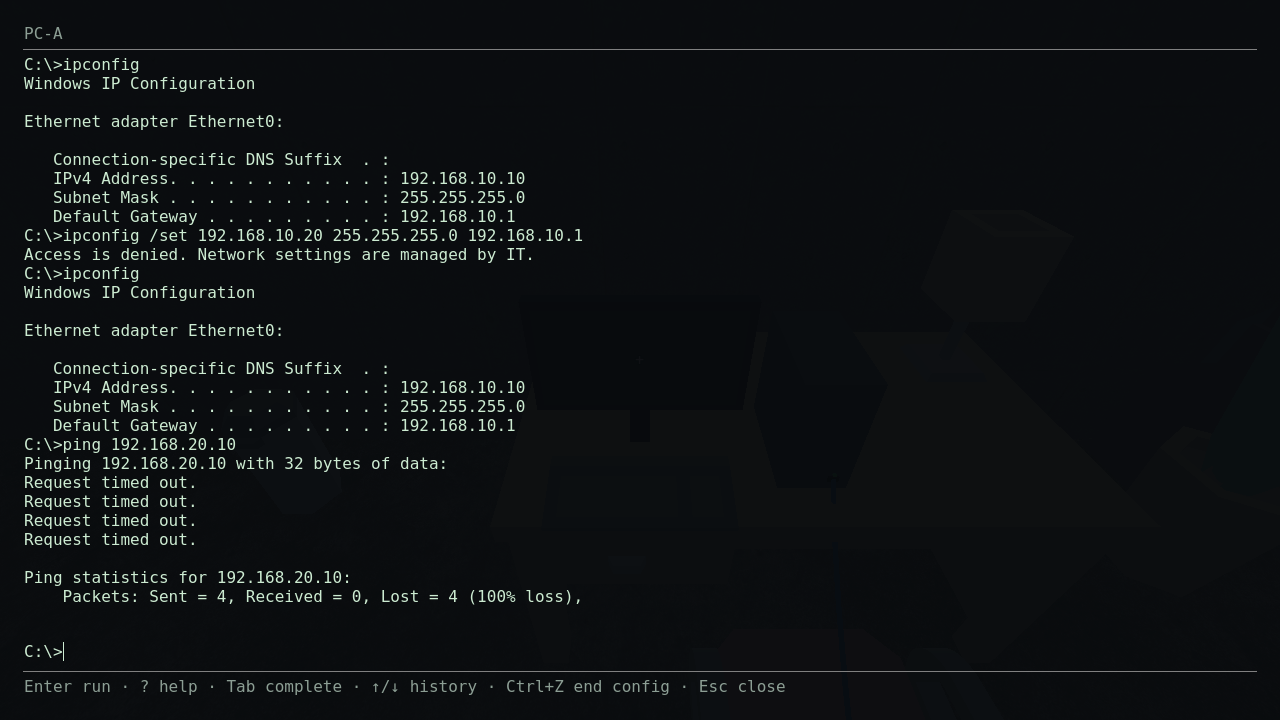 PC-A
C:\>ipconfig
Windows IP Configuration
Ethernet adapter Ethernet0:
Connection-specific DNS Suffix  . :
IPv4 Address. . . . . . . . . . . : 192.168.10.10
Subnet Mask . . . . . . . . . . . : 255.255.255.0
Default Gateway . . . . . . . . . : 192.168.10.1
C:\>ipconfig /set 192.168.10.20 255.255.255.0 192.168.10.1
Access is denied. Network settings are managed by IT.
C:\>ipconfig
Windows IP Configuration
Ethernet adapter Ethernet0:
Connection-specific DNS Suffix  . :
IPv4 Address. . . . . . . . . . . : 192.168.10.10
Subnet Mask . . . . . . . . . . . : 255.255.255.0
Default Gateway . . . . . . . . . : 192.168.10.1
C:\>ping 192.168.20.10
Pinging 192.168.20.10 with 32 bytes of data:
Request timed out.
Request timed out.
Request timed out.
Request timed out.
Ping statistics for 192.168.20.10:
Packets: Sent = 4, Received = 0, Lost = 4 (100% loss),
C:\>
Enter run · ? help · Tab complete · ↑/↓ history · Ctrl+Z end config · Esc close